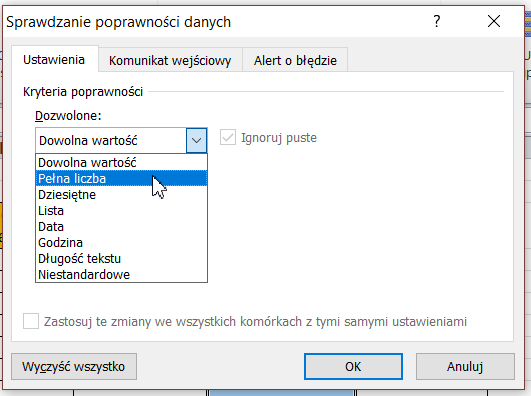 Sprawdzanie poprawności danych
?
Ustawienia
Komunikat wejściowy
Alert o błędzie
Kryteria poprawności
Dozwolone:
Dowolna wartość
Ignoruj puste
Dowolna wartość
Pełna liczba
Dziesiętne
Lista
Data
Godzina
Długość tekstu
Niestandardowe
Zastosuj te zmiany we wszystkich komórkach z tymi samymi ustawieniami
Wyczyść wszystko
OK
Anuluj